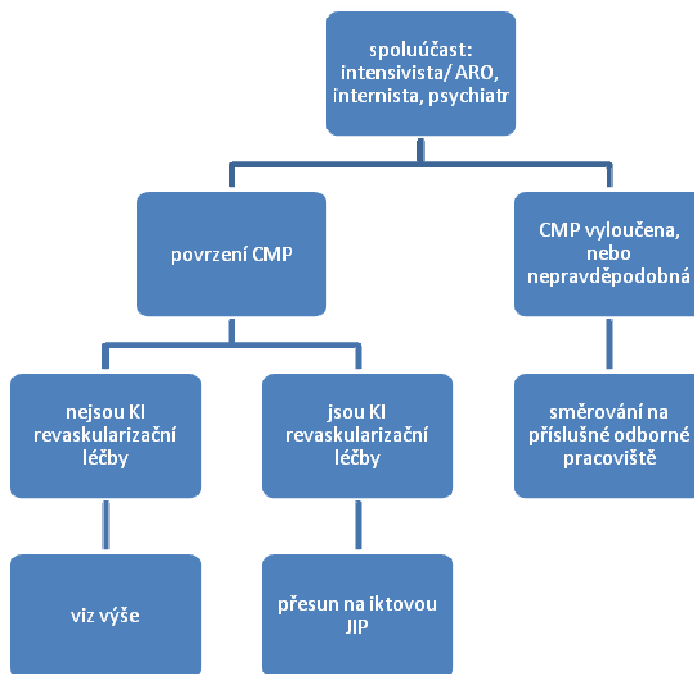 spoluúčast:
intensivista/ ARO,
internista, psychiatr
povrzení CMP
CMP vyloučena,
nebo
nepravděpodobná
nejsou KI
revaskularizační
léčby
jsou KI
revaskularizační
léčby
směrování na
příslušné odborné
pracoviště
viz výše
přesun na iktovou
JIP